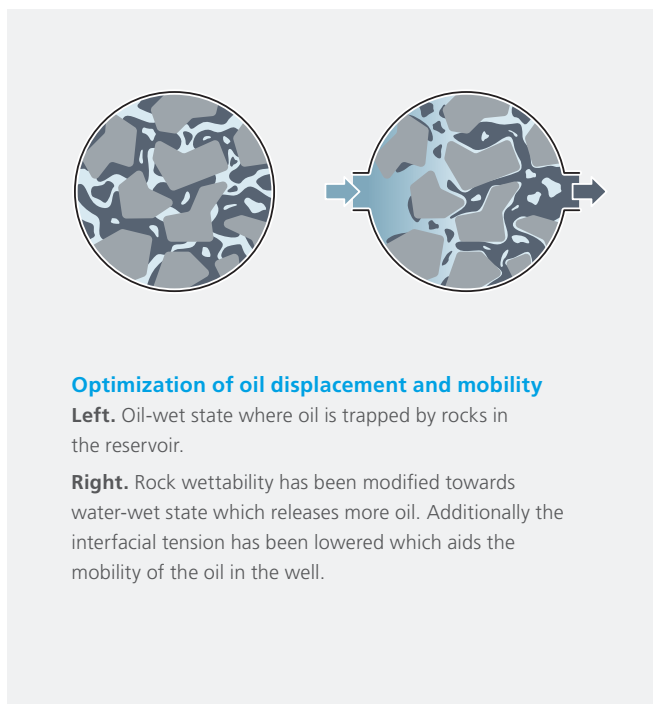 Optimization of oil displacement and mobility
Left. Oil-wet state where oil is trapped by rocks in
the reservoir.
Right. Rock wettability has been modified towards
water-wet state which releases more oil. Additionally the
interfacial tension has been lowered which aids the
mobility of the oil in the well.